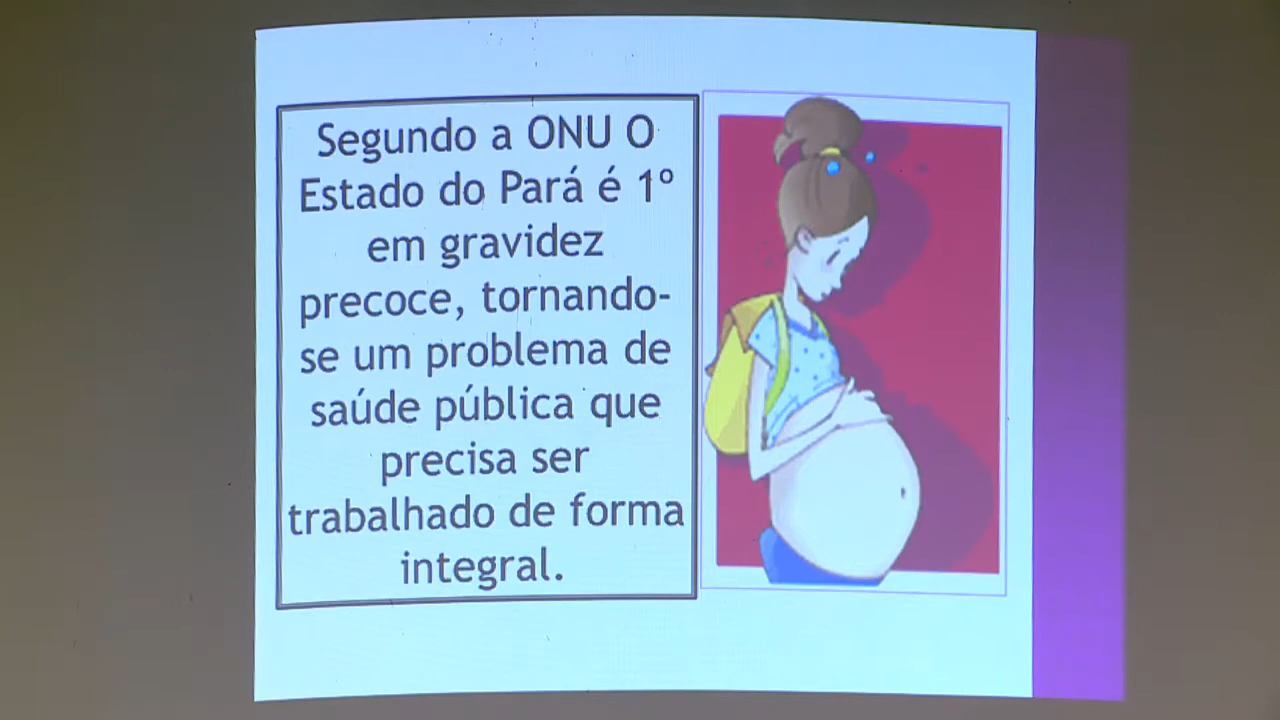 Segundo a ONU O
Estado do Pará é 1º
em gravidez
precoce, tornando-
se um problema de
saúde pública que
precisa ser
trabalhado de forma
integral.